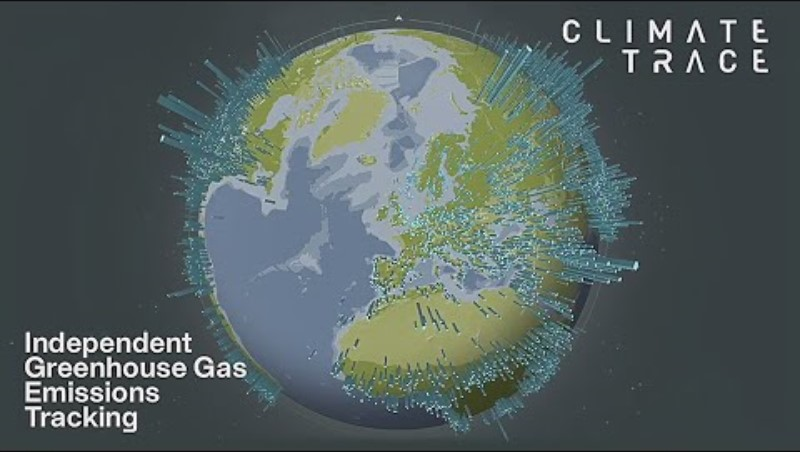 CLIMATE
TRACE
Independent
Greenhouse Gas
Emissions
Tracking